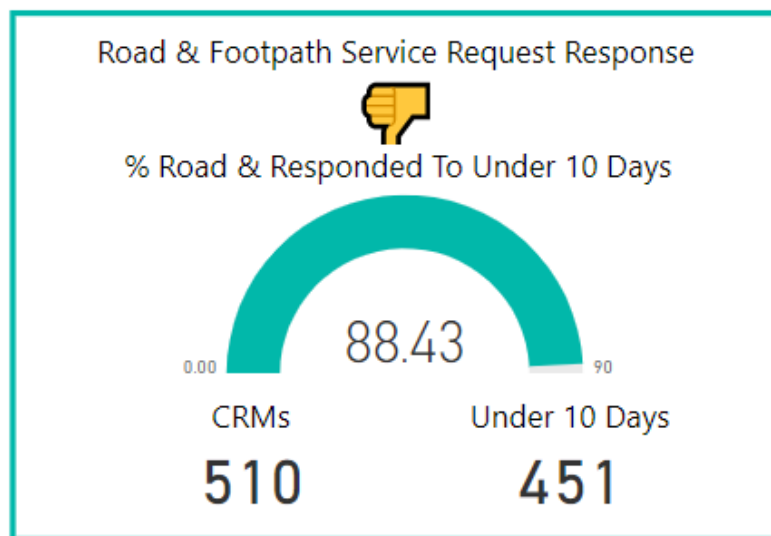 Road & Footpath Service Request Response
% Road & Responded To Under 10 Days
88.43
0.00
90
CRMs
Under 10 Days
510
451